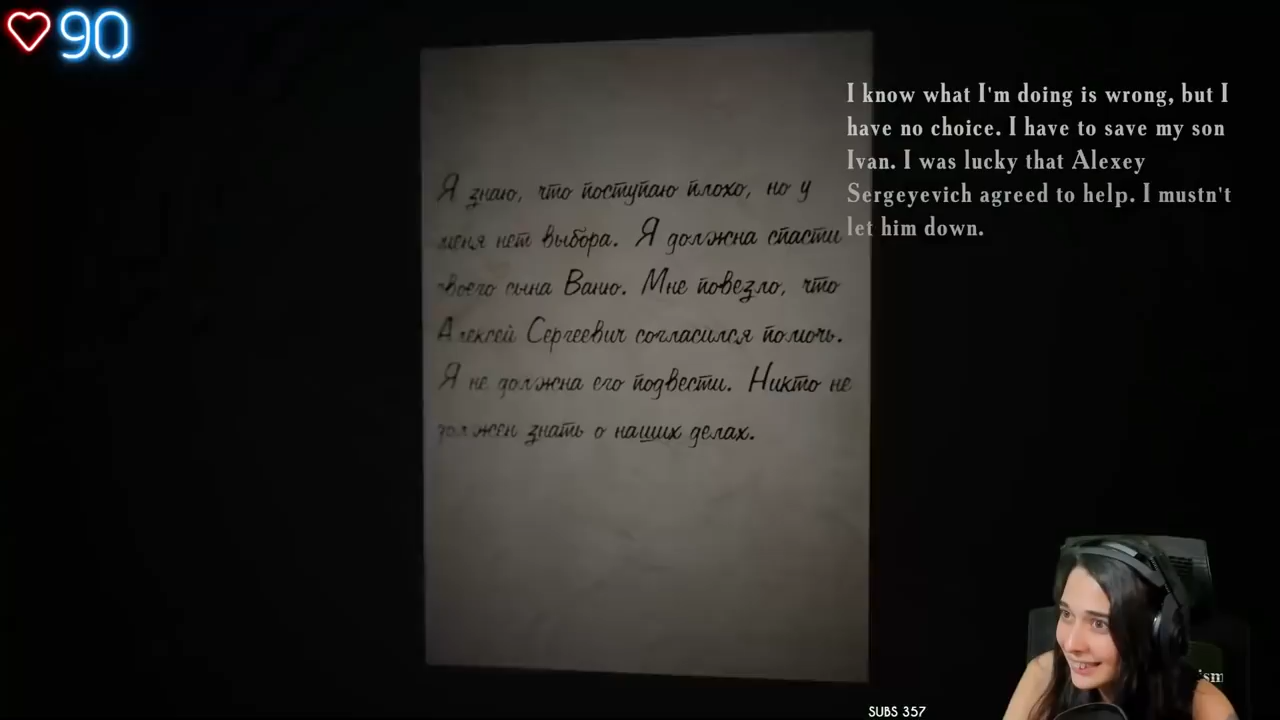 90
I know what I'm doing is wrong, but I
have no choice. I have to save my son
Ivan. I was lucky that Alexey
Sergeyevich agreed to help. I mustn't
let him down.
Я знаю, что поступаю плохо, но у
меня нет выбора. Я должна спасти
своего сына Ваню. Мне повезло, что
Алексей Сергеевич согласился помочь.
Я не должна его подвести. Никто не
должен знать о наших делах.
ism
SUBS 357